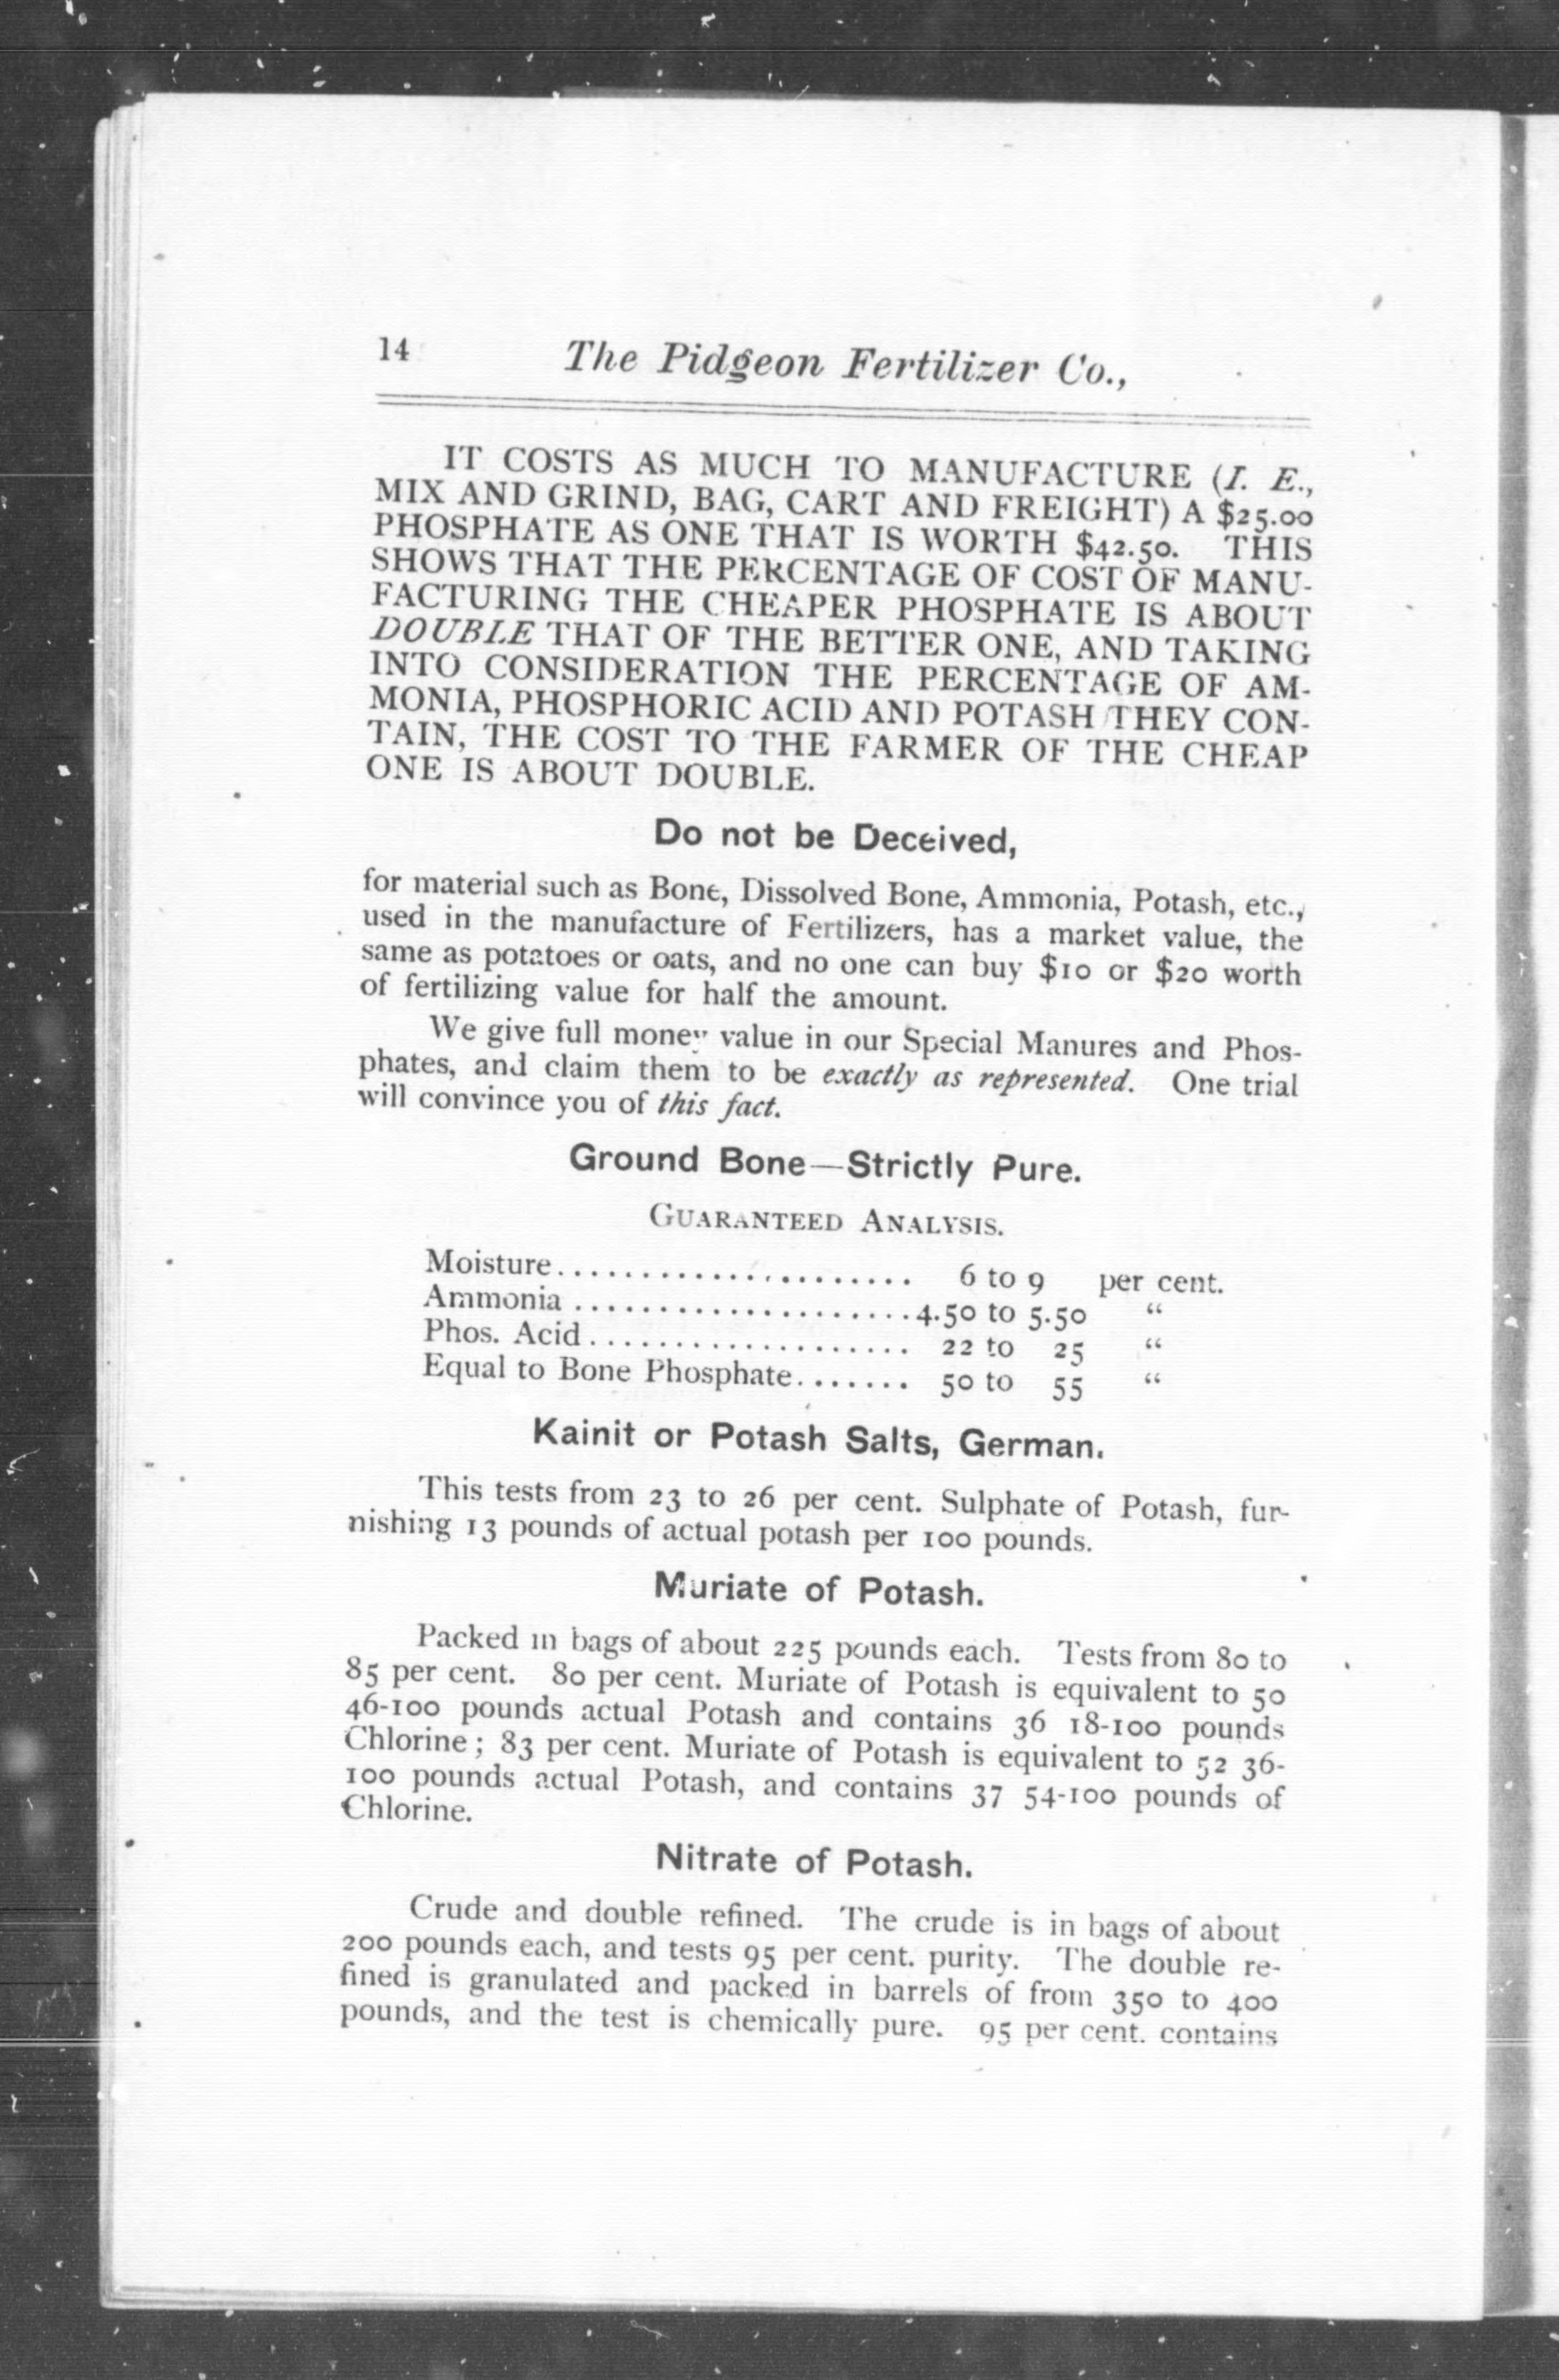 14
The Pidgeon Fertilizer Co.,
IT COSTS AS MUCH TO MANUFACTURE (I. E.,
MIX AND GRIND, BAG, CART AND FREIGHT) A $25.00
PHOSPHATE AS ONE THAT IS WORTH $42.50. THIS
SHOWS THAT THE PERCENTAGE OF COST OF MANU-
FACTURING THE CHEAPER PHOSPHATE IS ABOUT
DOUBLE THAT OF THE BETTER ONE, AND TAKING
INTO CONSIDERATION THE PERCENTAGE OF AM-
MONIA, PHOSPHORIC ACID AND POTASH THEY CON-
TAIN, THE COST TO THE FARMER OF THE CHEAP
ONE IS ABOUT DOUBLE.
Do not be Deceived,
for material such as Bone, Dissolved Bone, Ammonia, Potash, etc.,
used in the manufacture of Fertilizers, has a market value, the
same as potatoes or oats, and no one can buy $10 or $20 worth
of fertilizing value for half the amount.
We give full money value in our Special Manures and Phos-
phates, and claim them to be exactly as represented. One trial
will convince you of this fact.
Ground Bone—Strictly Pure.
GUARANTEED ANALYSIS.
Moisture...................... 6 to 9 per cent.
Ammonia .....................4.50 to 5.50 “
Phos. Acid.................... 22 to 25 “
Equal to Bone Phosphate....... 50 to 55 “
Kainit or Potash Salts, German.
This tests from 23 to 26 per cent. Sulphate of Potash, fur-
nishing 13 pounds of actual potash per 100 pounds.
Muriate of Potash.
Packed in bags of about 225 pounds each. Tests from 80 to
85 per cent. 80 per cent. Muriate of Potash is equivalent to 50
46-100 pounds actual Potash and contains 36 18-100 pounds
Chlorine; 83 per cent. Muriate of Potash is equivalent to 52 36-
100 pounds actual Potash, and contains 37 54-100 pounds of
Chlorine.
Nitrate of Potash.
Crude and double refined. The crude is in bags of about
200 pounds each, and tests 95 per cent. purity. The double re-
fined is granulated and packed in barrels of from 350 to 400
pounds, and the test is chemically pure. 95 per cent. contains